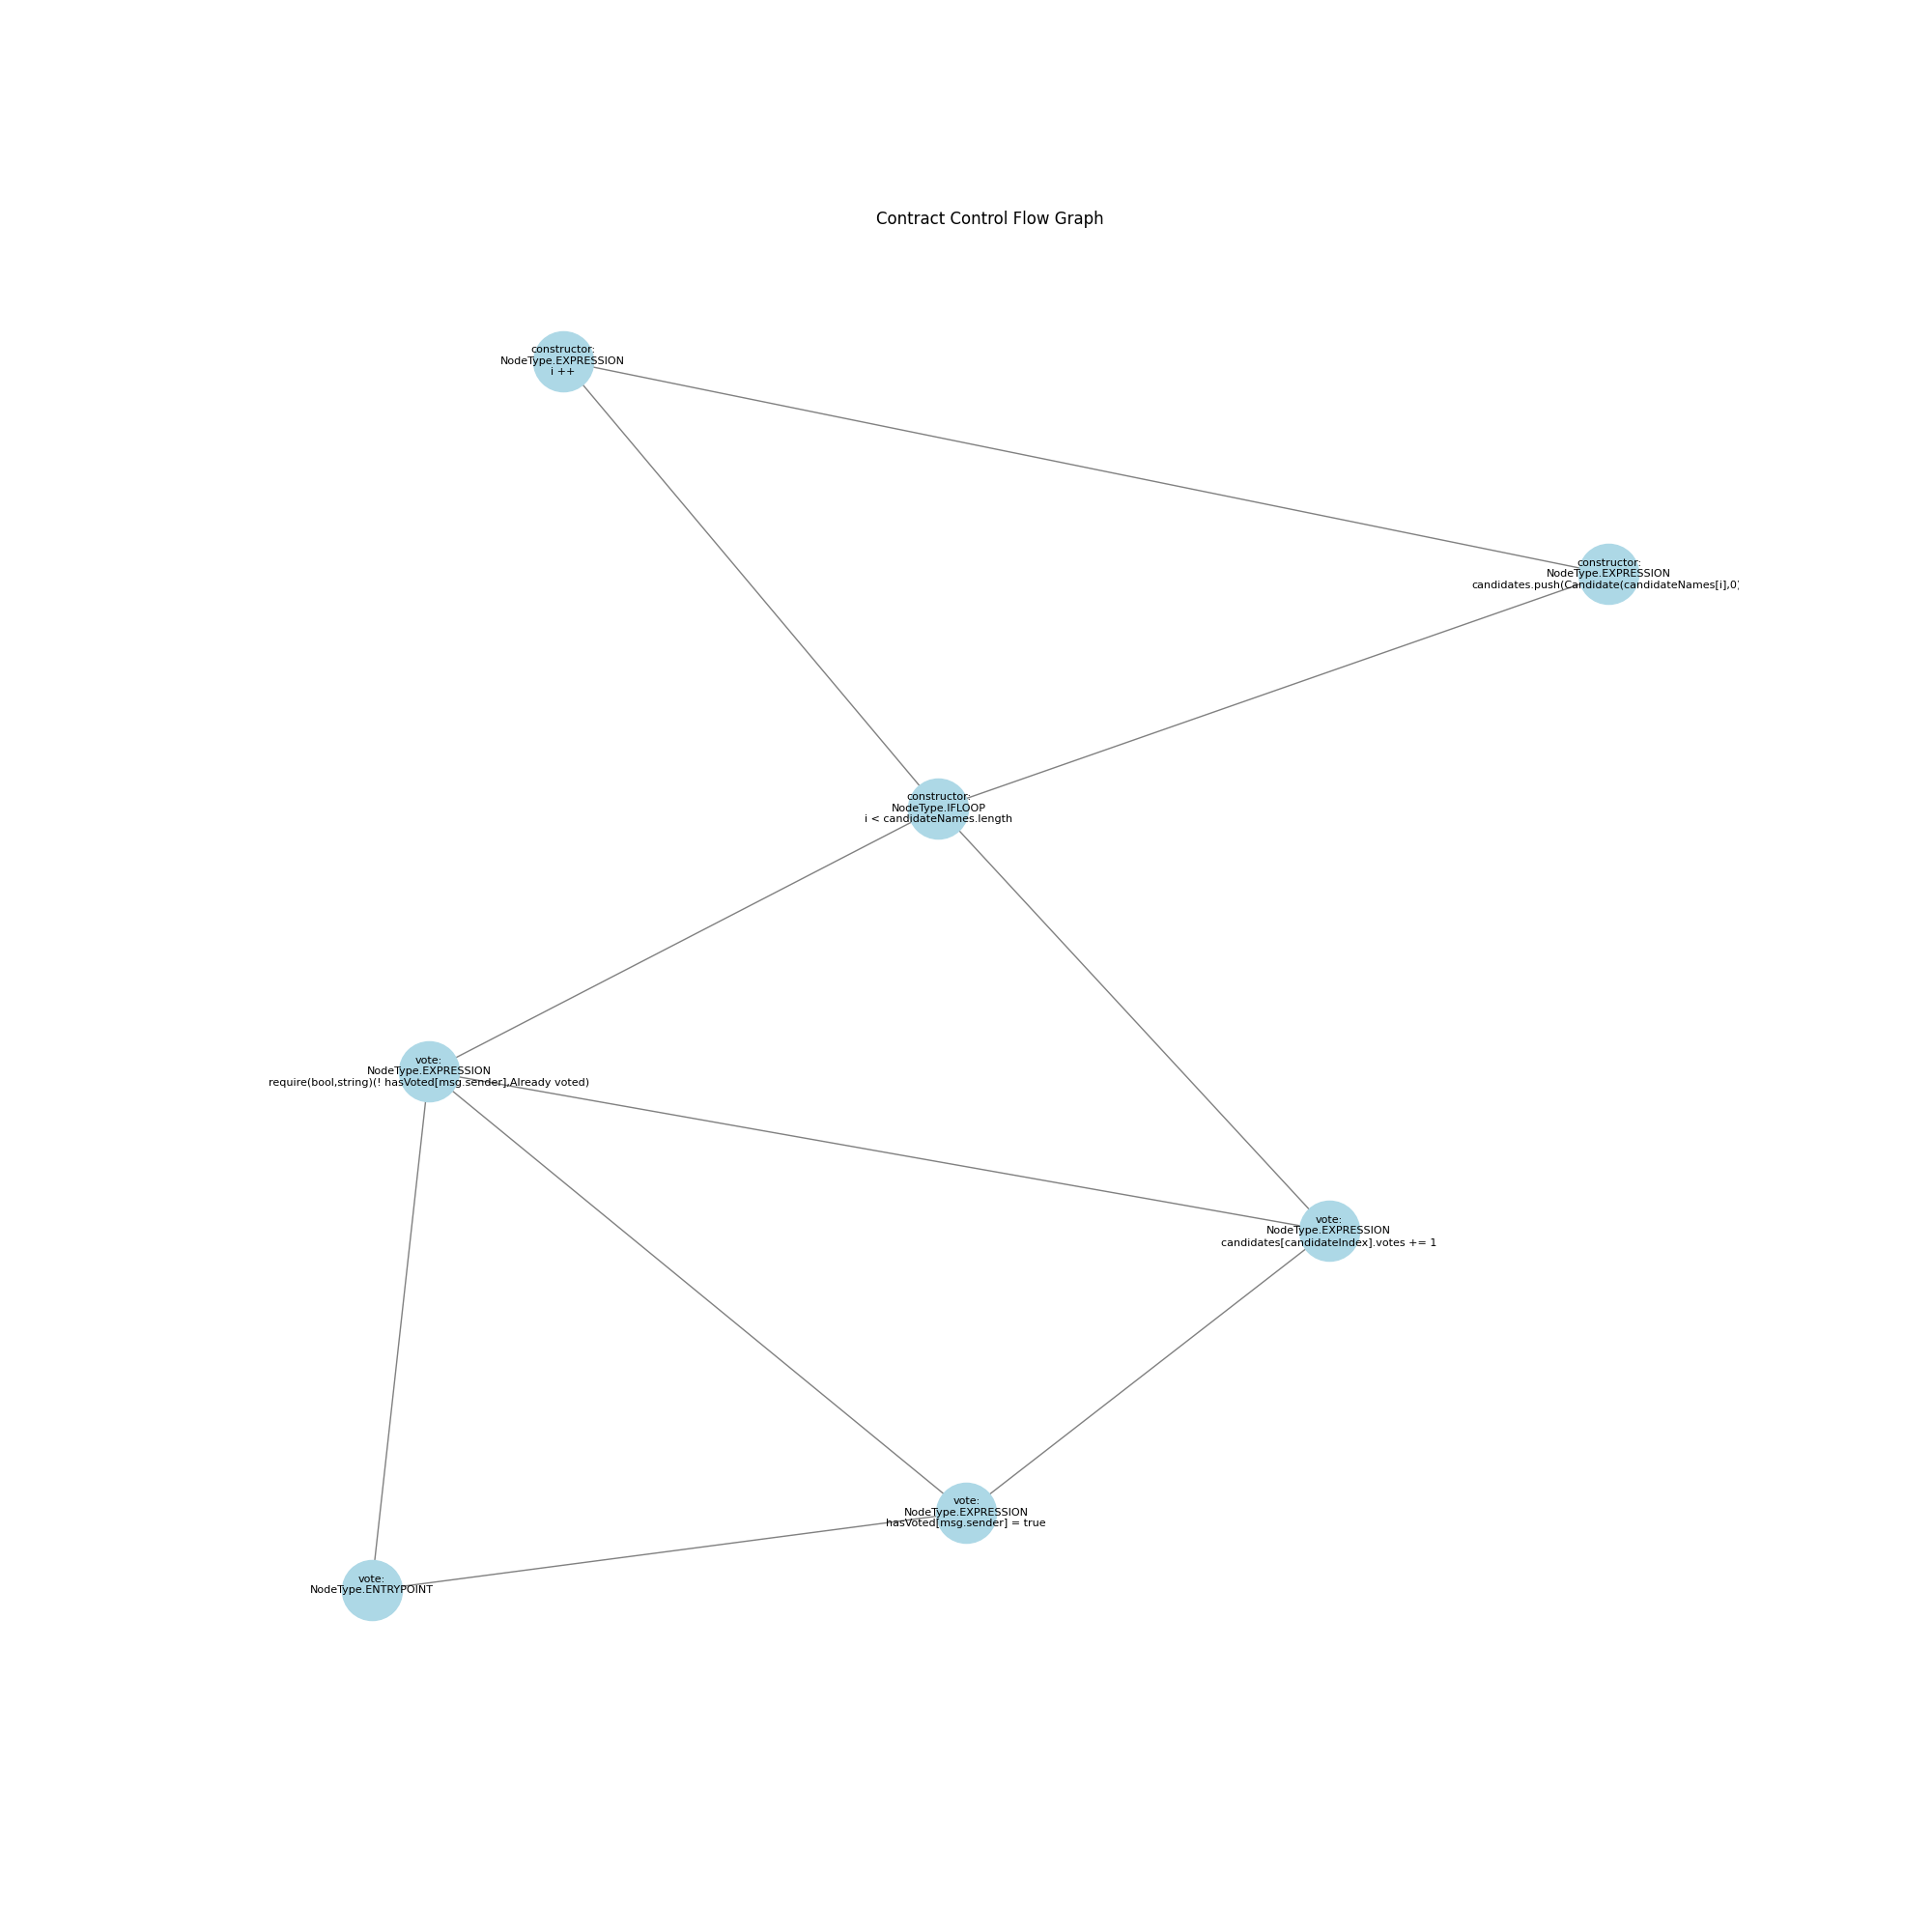 Contract Control Flow Graph
constructor:
NodeType.EXPRESSION
i ++
constructor:
NodeType.EXPRESSION
candidates.push(Candidate(candidateNames[i],0)
constructor:
NodeType.IFLOOP
i < candidateNames.length
vote:
NodeType.EXPRESSION
require(bool,string)(! hasVoted[msg.sender],Already voted)
vote:
NodeType.EXPRESSION
candidates[candidateIndex].votes += 1
vote:
NodeType.EXPRESSION
hasVoted[msg.sender] = true
vote:
NodeType.ENTRYPOINT